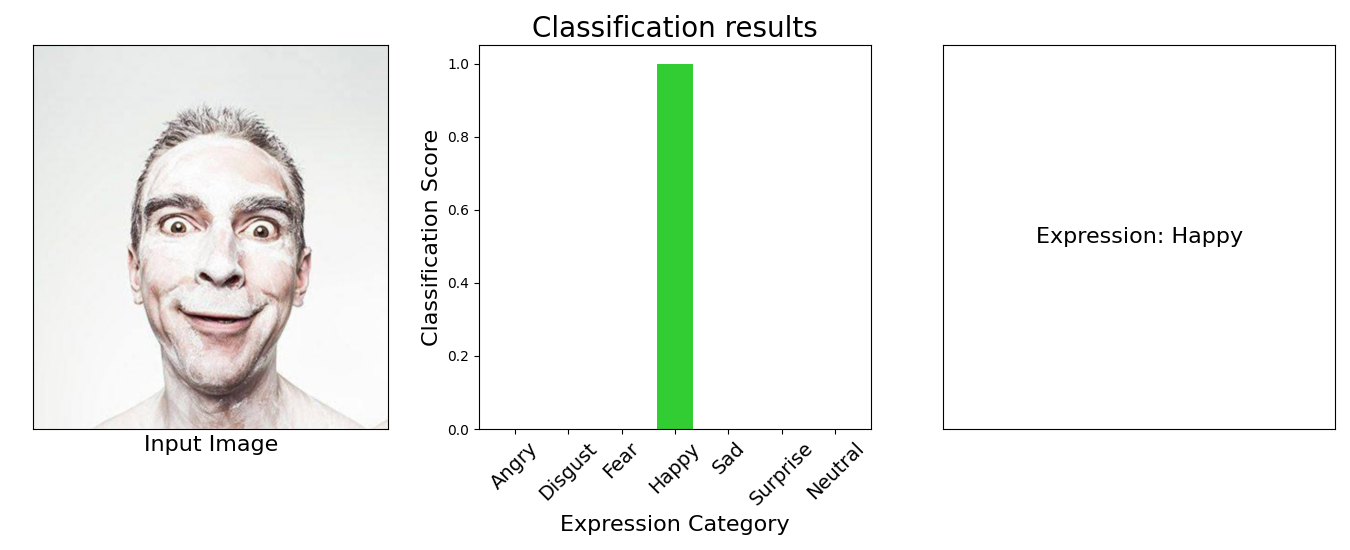 Classification results
1.0
0.8
0.6
0.4
0.2
0.0
Classification Score
Angry
Disgust
Fear
Happy
Sad
Surprise
Neutral
Expression Category
Input Image
Expression: Happy